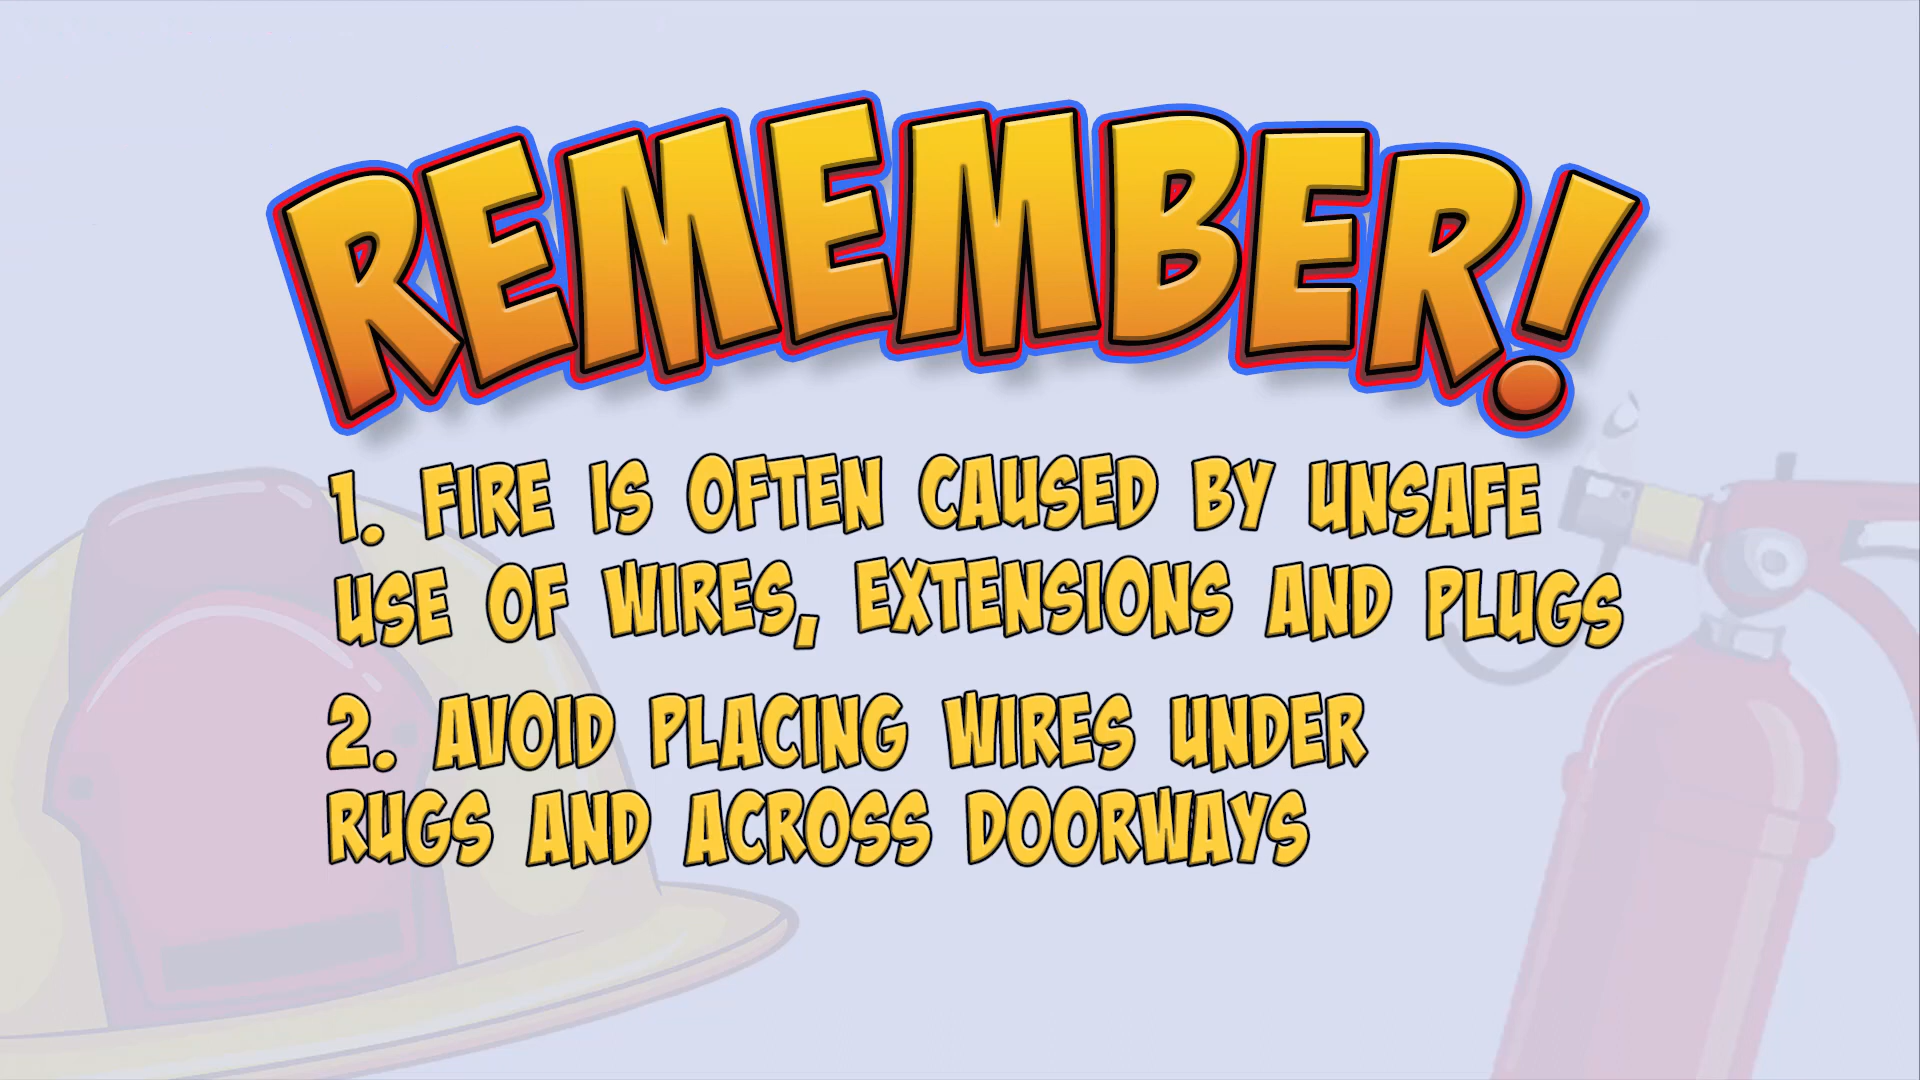 REMEMBER!
1. FIRE IS OFTEN CAUSED BY UNSAFE
USE OF WIRES, EXTENSIONS AND PLUGS
2. AVOID PLACING WIRES UNDER
RUGS AND ACROSS DOORWAYS